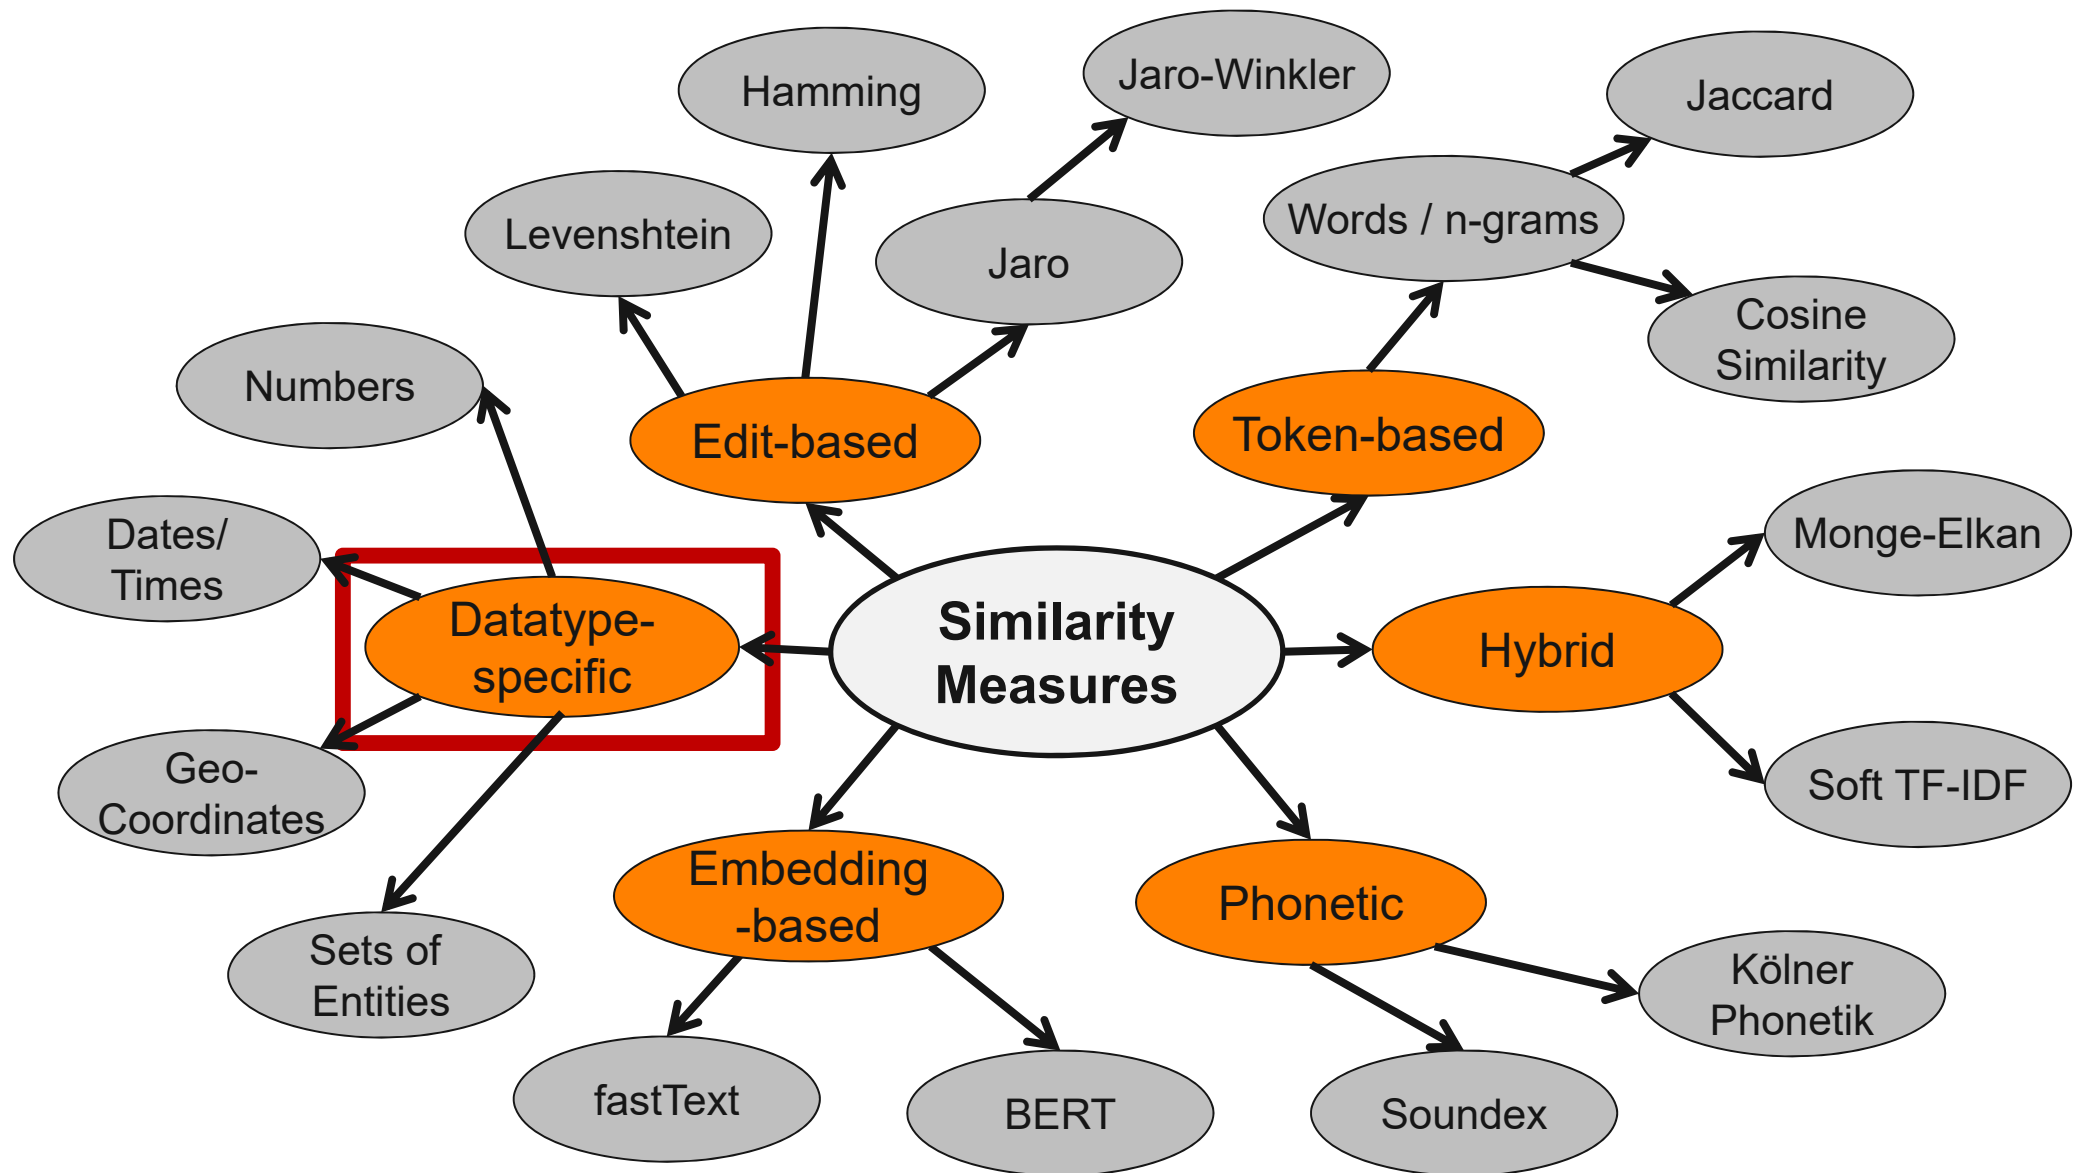 Hamming
Jaro-Winkler
Jaccard
Levenshtein
Jaro
Words / n-grams
Cosine
Similarity
Numbers
Edit-based
Token-based
Dates/
Times
Monge-Elkan
Datatype-
specific
Similarity
Measures
Hybrid
Geo-
Coordinates
Soft TF-IDF
Embedding
-based
Phonetic
Sets of
Entities
Kölner
Phonetik
fastText
BERT
Soundex